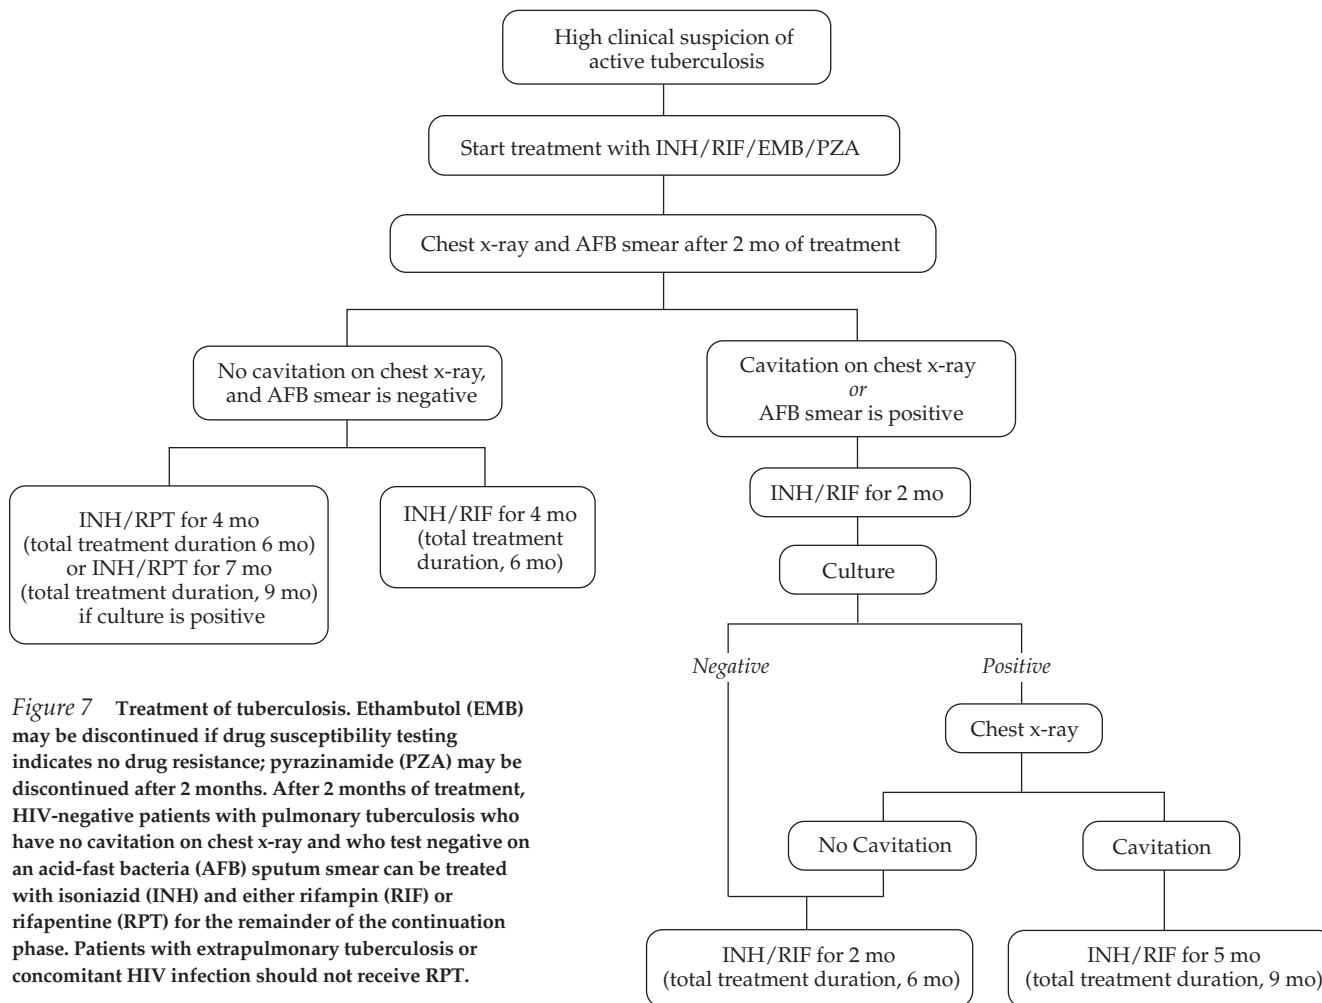 High clinical suspicion of
active tuberculosis
Start treatment with INH/RIF/EMB/PZA
Chest x-ray and AFB smear after 2 mo of treatment
No cavitation on chest x-ray,
and AFB smear is negative
Cavitation on chest x-ray
or
AFB smear is positive
INH/RPT for 4 mo
(total treatment duration 6 mo)
or INH/RPT for 7 mo
(total treatment duration, 9 mo)
if culture is positive
INH/RIF for 4 mo
(total treatment
duration, 6 mo)
INH/RIF for 2 mo
Culture
Negative
Positive
Chest x-ray
No Cavitation
Cavitation
INH/RIF for 2 mo
(total treatment duration, 6 mo)
INH/RIF for 5 mo
(total treatment duration, 9 mo)
Figure 7 Treatment of tuberculosis. Ethambutol (EMB)
may be discontinued if drug susceptibility testing
indicates no drug resistance; pyrazinamide (PZA) may be
discontinued after 2 months. After 2 months of treatment,
HIV-negative patients with pulmonary tuberculosis who
have no cavitation on chest x-ray and who test negative on
an acid-fast bacteria (AFB) sputum smear can be treated
with isoniazid (INH) and either rifampin (RIF) or
rifapentine (RPT) for the remainder of the continuation
phase. Patients with extrapulmonary tuberculosis or
concomitant HIV infection should not receive RPT.